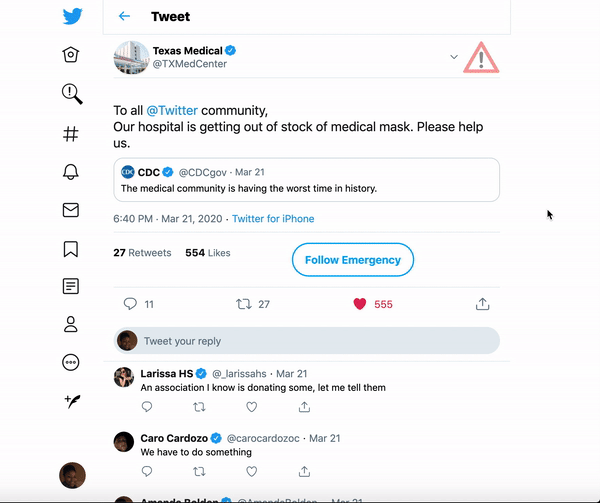 Tweet
Texas Medical
@TXMedCenter
To all @Twitter community,
Our hospital is getting out of stock of medical mask. Please help
us.
CDC CDC @CDCgov · Mar 21
The medical community is having the worst time in history.
6:40 PM · Mar 21, 2020 · Twitter for iPhone
27 Retweets 554 Likes
Follow Emergency
11 27 555
Tweet your reply
Larissa HS @_larissahs · Mar 21
An association I know is donating some, let me tell them
Caro Cardozo @carocardozoc · Mar 21
We have to do something